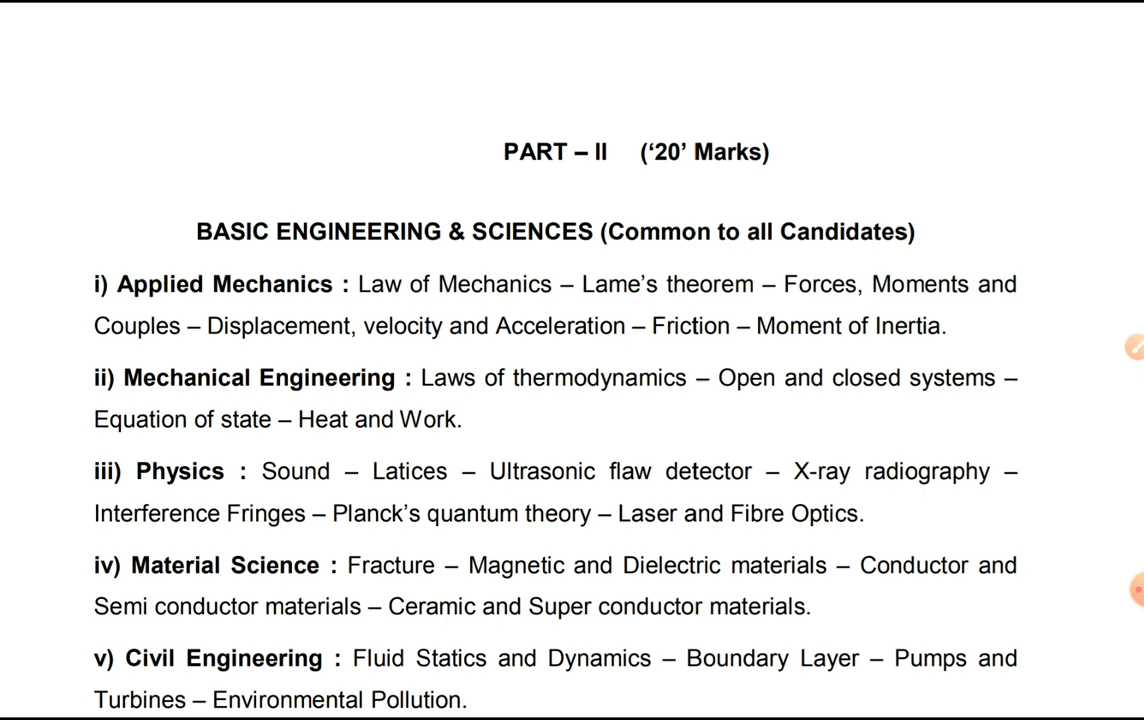 PART – II ('20' Marks)
BASIC ENGINEERING & SCIENCES (Common to all Candidates)
i) Applied Mechanics : Law of Mechanics – Lame's theorem – Forces, Moments and
Couples – Displacement, velocity and Acceleration – Friction – Moment of Inertia.
ii) Mechanical Engineering : Laws of thermodynamics – Open and closed systems –
Equation of state – Heat and Work.
iii) Physics : Sound – Latices – Ultrasonic flaw detector – X-ray radiography –
Interference Fringes – Planck's quantum theory – Laser and Fibre Optics.
iv) Material Science : Fracture – Magnetic and Dielectric materials – Conductor and
Semi conductor materials – Ceramic and Super conductor materials.
v) Civil Engineering : Fluid Statics and Dynamics – Boundary Layer – Pumps and
Turbines – Environmental Pollution.